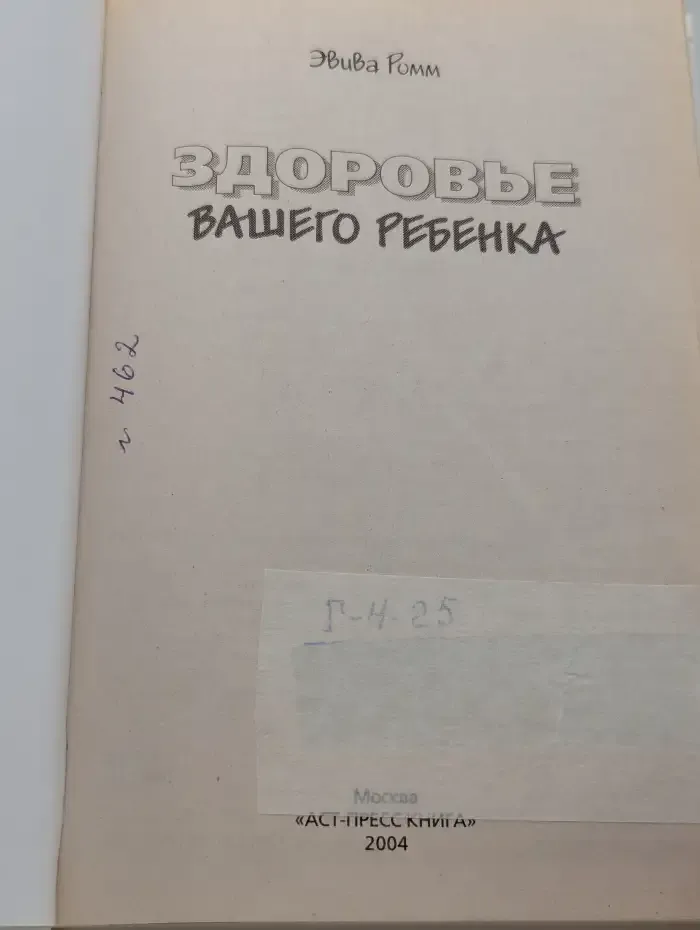 Эвива Ромм
ЗДОРОВЬЕ
ВАШЕГО РЕБЕНКА
г 462
Г-4-25
Москва
«АСТ-ПРЕСС КНИГА»
2004